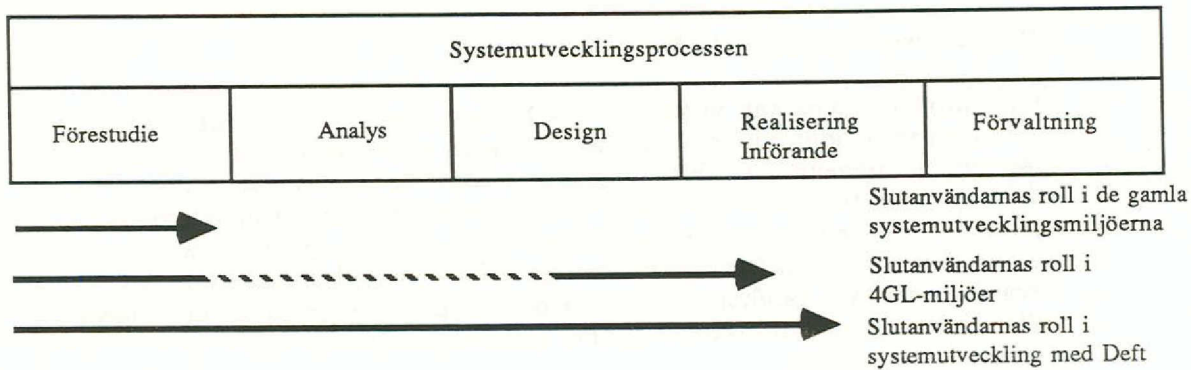 Systemutvecklingsprocessen
Förestudie
Analys
Design
Realisering
Införande
Förvaltning
Slutanvändarnas roll i de gamla
systemutvecklingsmiljöerna
Slutanvändarnas roll i
4GL-miljöer
Slutanvändarnas roll i
systemutveckling med Deft